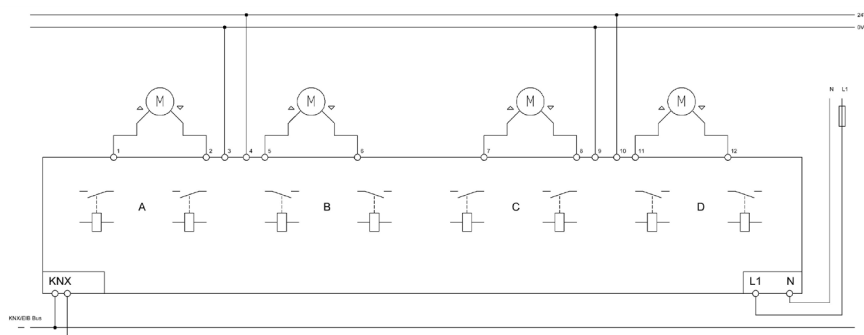 24V
0V
N L1
M M M M
1 2 3 4 5 6 7 8 9 10 11 12
A B C D
KNX L1 N
KNX/EIB Bus